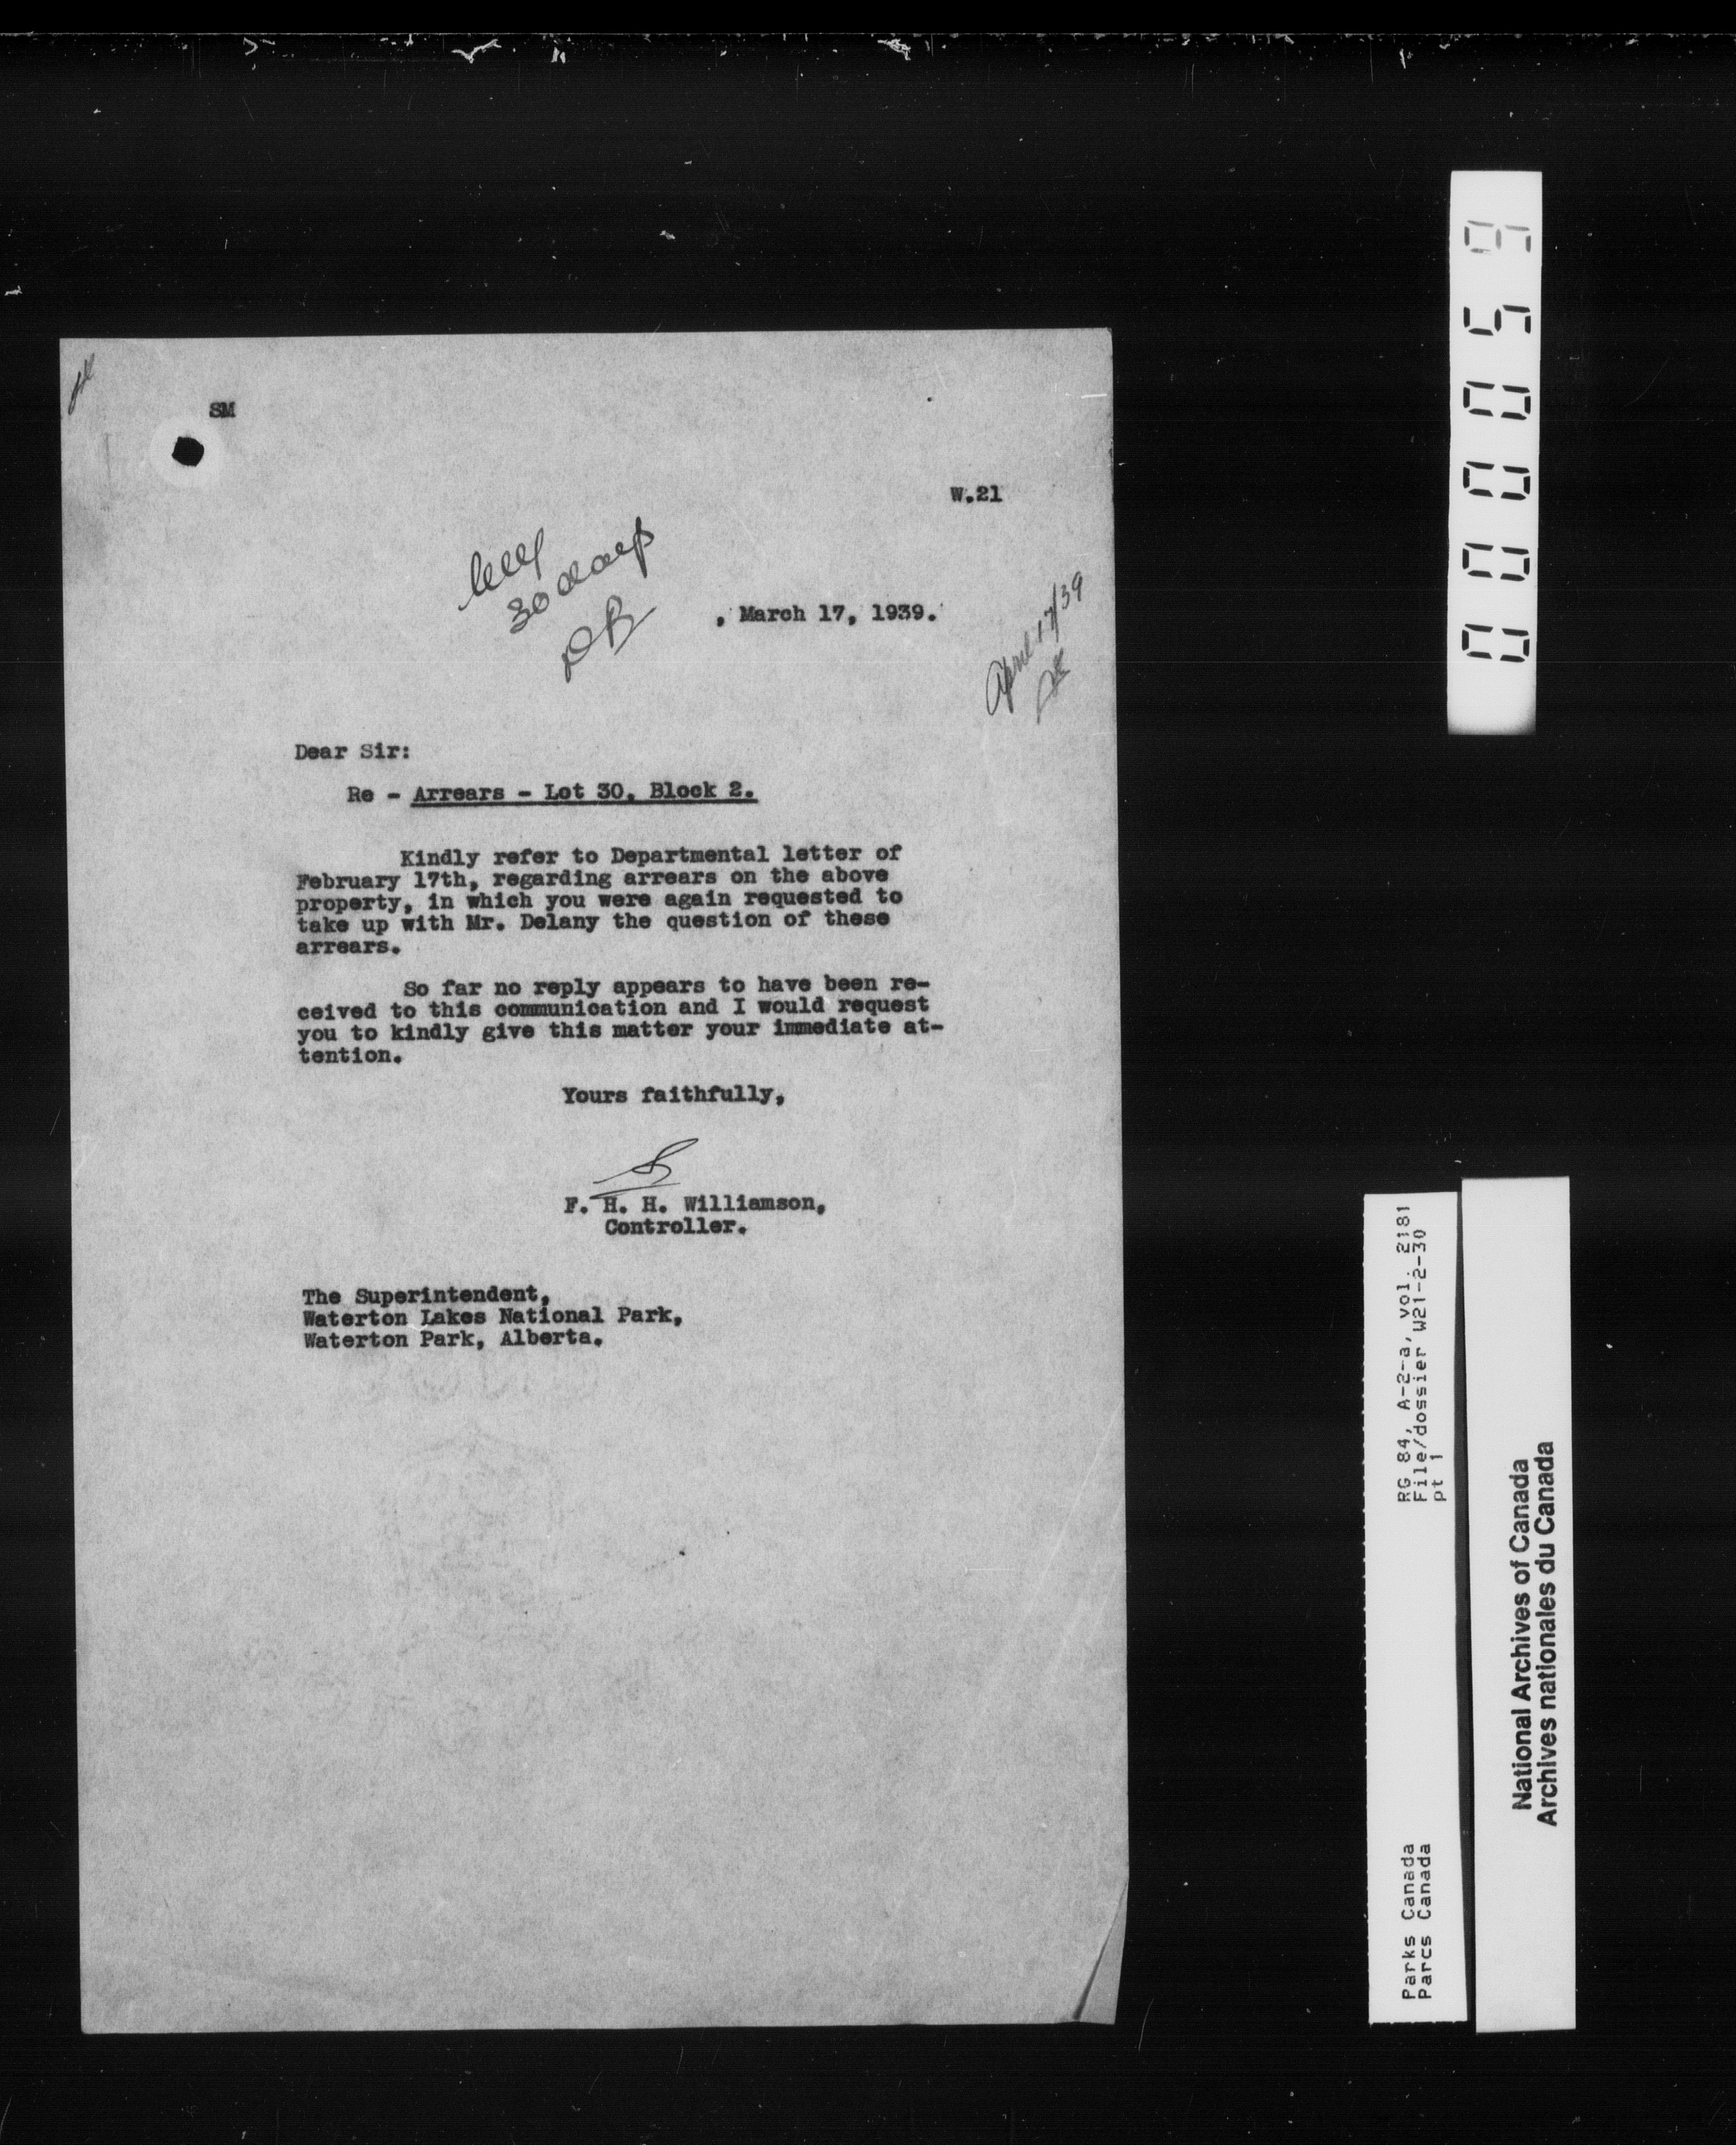 SM
W.21
30 days
, March 17, 1939.
April 17/39
Dear Sir:
Re - Arrears - Lot 30, Block 2.
Kindly refer to Departmental letter of
February 17th, regarding arrears on the above
property, in which you were again requested to
take up with Mr. Delany the question of these
arrears.
So far no reply appears to have been re-
ceived to this communication and I would request
you to kindly give this matter your immediate at-
tention.
Yours faithfully,
F. H. H. Williamson,
Controller.
The Superintendent,
Waterton Lakes National Park,
Waterton Park, Alberta.
000059
RG 84, A-2-a, vol. 2181
File/dossier W21-2-30
pt 1
Parks Canada
Parcs Canada
National Archives of Canada
Archives nationales du Canada